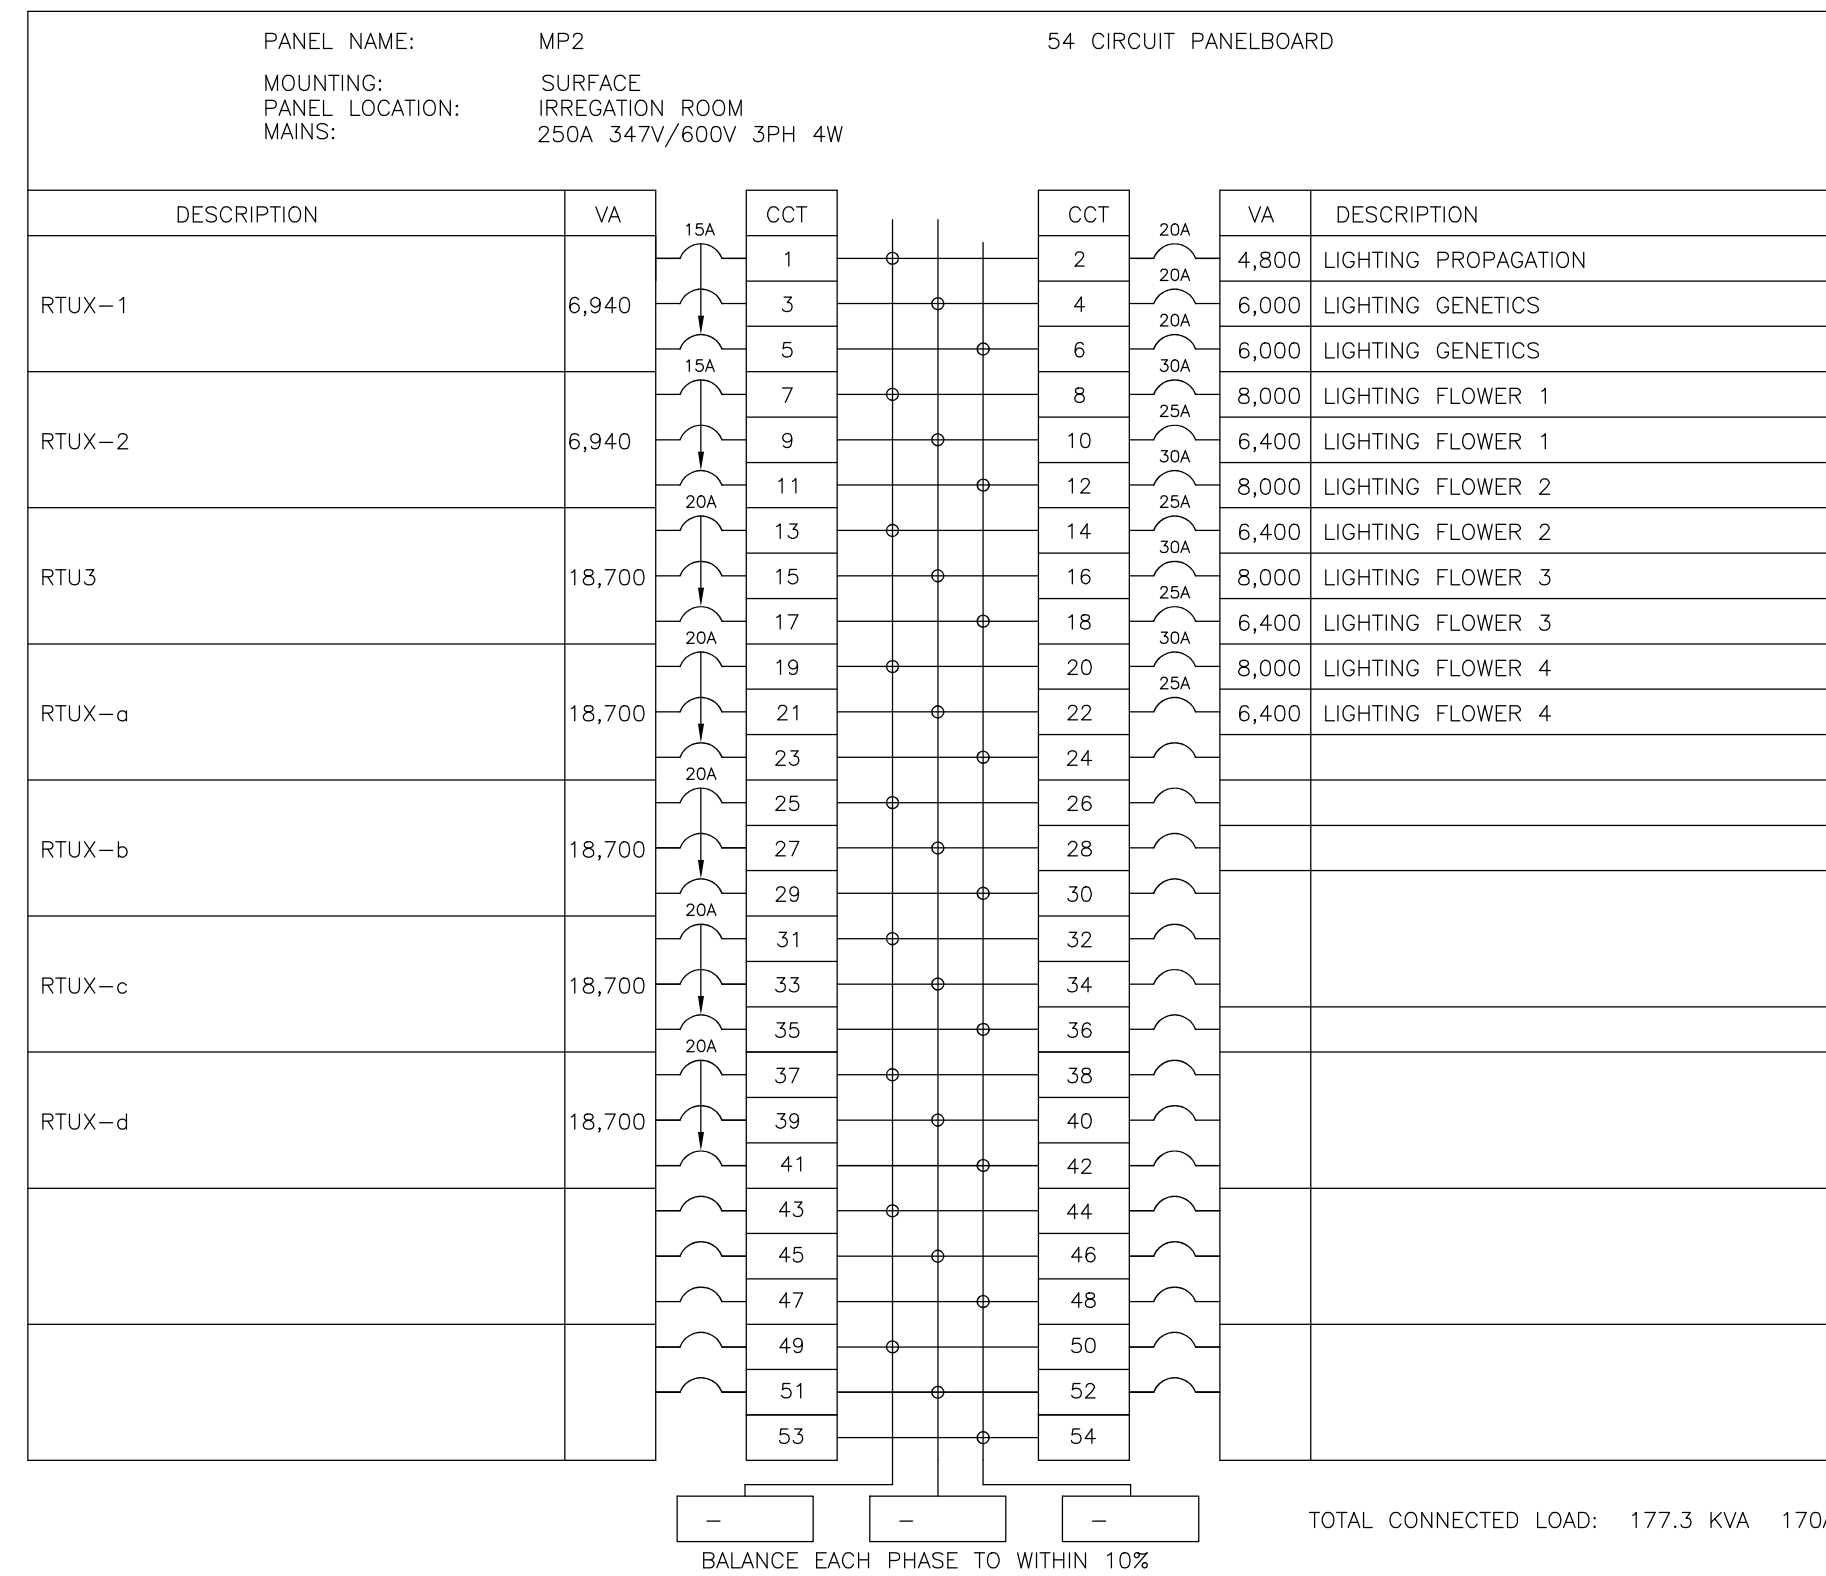 PANEL NAME: MP2 54 CIRCUIT PANELBOARD
MOUNTING: SURFACE
PANEL LOCATION: IRREGATION ROOM
MAINS: 250A 347V/600V 3PH 4W
DESCRIPTION VA CCT CCT VA DESCRIPTION
15A 20A
1 2 4,800 LIGHTING PROPAGATION
20A
RTUX-1 6,940 3 4 6,000 LIGHTING GENETICS
20A
5 6 6,000 LIGHTING GENETICS
15A 30A
7 8 8,000 LIGHTING FLOWER 1
25A
RTUX-2 6,940 9 10 6,400 LIGHTING FLOWER 1
30A
11 12 8,000 LIGHTING FLOWER 2
20A 25A
13 14 6,400 LIGHTING FLOWER 2
30A
RTU3 18,700 15 16 8,000 LIGHTING FLOWER 3
25A
17 18 6,400 LIGHTING FLOWER 3
20A 30A
19 20 8,000 LIGHTING FLOWER 4
25A
RTUX-a 18,700 21 22 6,400 LIGHTING FLOWER 4
23 24
20A
25 26
RTUX-b 18,700 27 28
29 30
20A
31 32
RTUX-c 18,700 33 34
35 36
20A
37 38
RTUX-d 18,700 39 40
41 42
43 44
45 46
47 48
49 50
51 52
53 54
- - -
TOTAL CONNECTED LOAD: 177.3 KVA 170A
BALANCE EACH PHASE TO WITHIN 10%